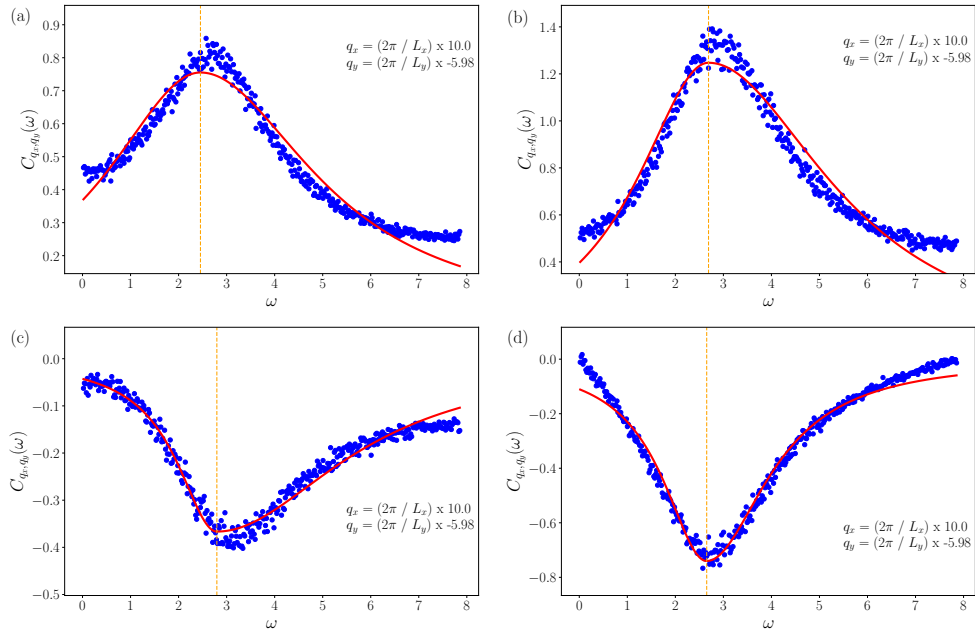 (a)
0.9
0.8
0.7
0.6
0.5
0.4
0.3
0.2
C_{q_x,q_y}(ω)
q_x = (2π / L_x) x 10.0
q_y = (2π / L_y) x -5.98
0 1 2 3 4 5 6 7 8
ω
(b)
1.4
1.2
1.0
0.8
0.6
0.4
C_{q_x,q_y}(ω)
q_x = (2π / L_x) x 10.0
q_y = (2π / L_y) x -5.98
0 1 2 3 4 5 6 7 8
ω
(c)
0.0
−0.1
−0.2
−0.3
−0.4
−0.5
C_{q_x,q_y}(ω)
q_x = (2π / L_x) x 10.0
q_y = (2π / L_y) x -5.98
0 1 2 3 4 5 6 7 8
ω
(d)
0.0
−0.2
−0.4
−0.6
−0.8
C_{q_x,q_y}(ω)
q_x = (2π / L_x) x 10.0
q_y = (2π / L_y) x -5.98
0 1 2 3 4 5 6 7 8
ω